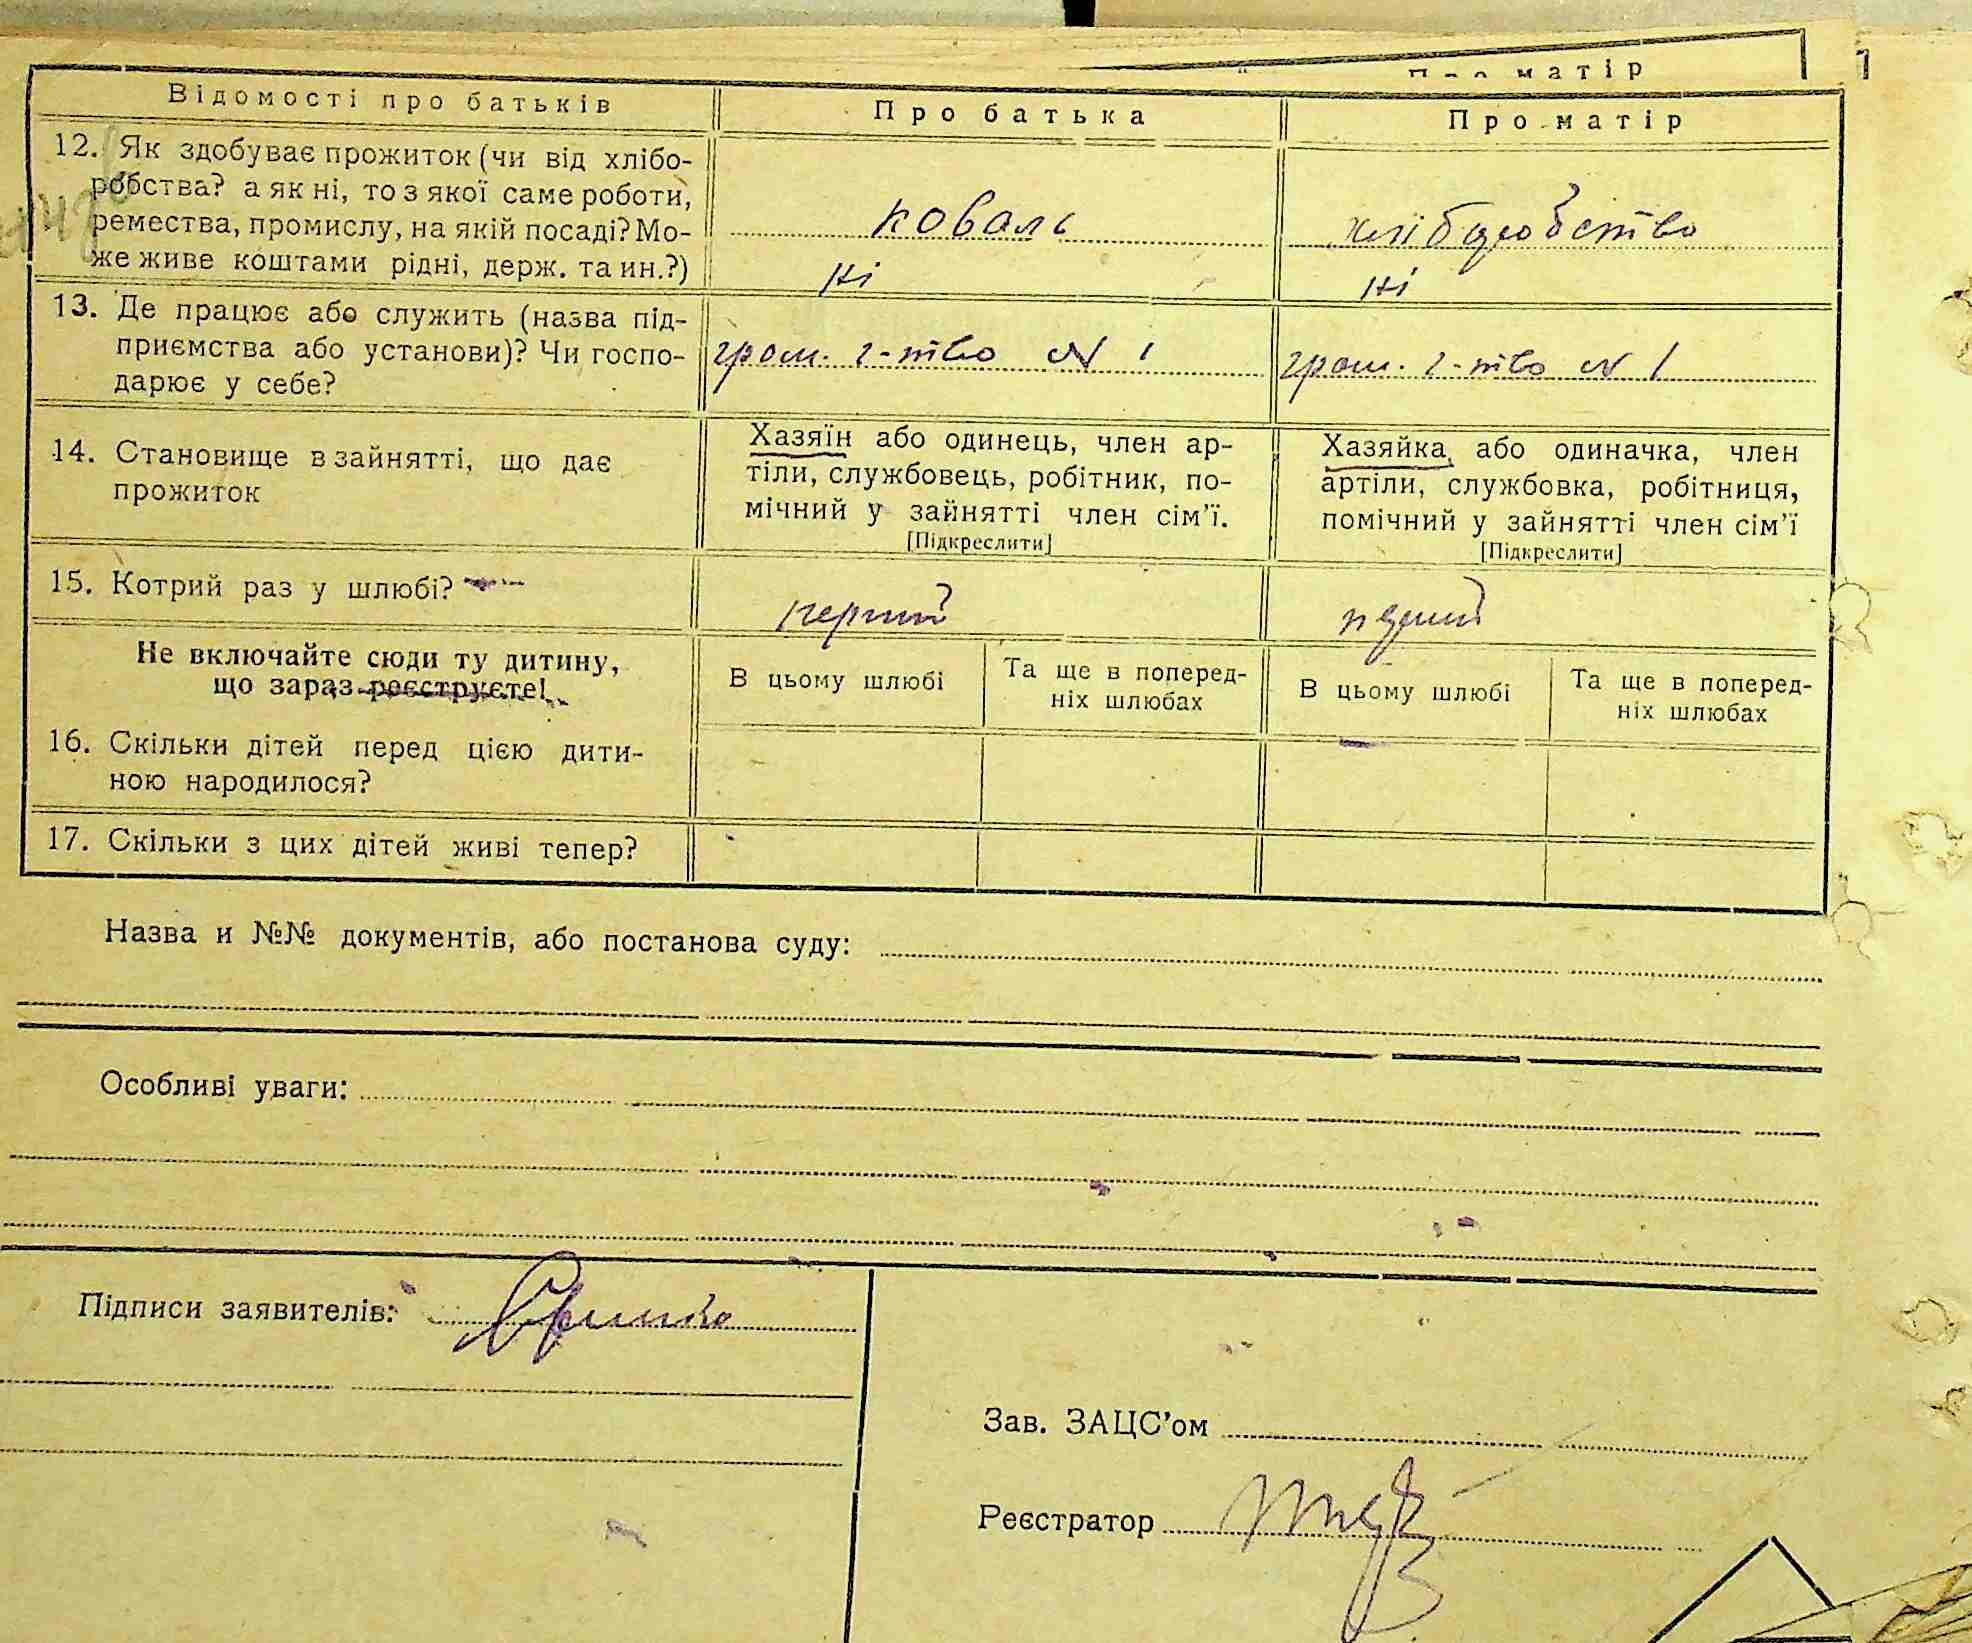 матір
Відомості про батьків Про батька Про матір
12. Як здобуває прожиток (чи від хлібо-
робства? а як ні, то з якої саме роботи,
ремества, промислу, на якій посаді? Мо-
же живе коштами рідні, держ. та ин.?)
коваль
ні
хліборобство
ні
13. Де працює або служить (назва під-
приємства або установи)? Чи госпо-
дарює у себе?
гром. г-тво № 1
гром. г-тво № 1
14. Становище в зайнятті, що дає
прожиток
Хазяїн або одинець, член ар-
тіли, службовець, робітник, по-
мічний у зайнятті член сім'ї.
[Підкреслити]
Хазяйка, або одиначка, член
артіли, службовка, робітниця,
помічний у зайнятті член сім'ї
[Підкреслити]
15. Котрий раз у шлюбі?
перший
Не включайте сюди ту дитину,
що зараз реєструєте!
В цьому шлюбі
Та ще в поперед-
ніх шлюбах
В цьому шлюбі
Та ще в поперед-
ніх шлюбах
16. Скільки дітей перед цією дити-
ною народилося?
17. Скільки з цих дітей живі тепер?
Назва и №№ документів, або постанова суду:
Особливі уваги:
Підписи заявителів:
Зав. ЗАЦС'ом
Реєстратор